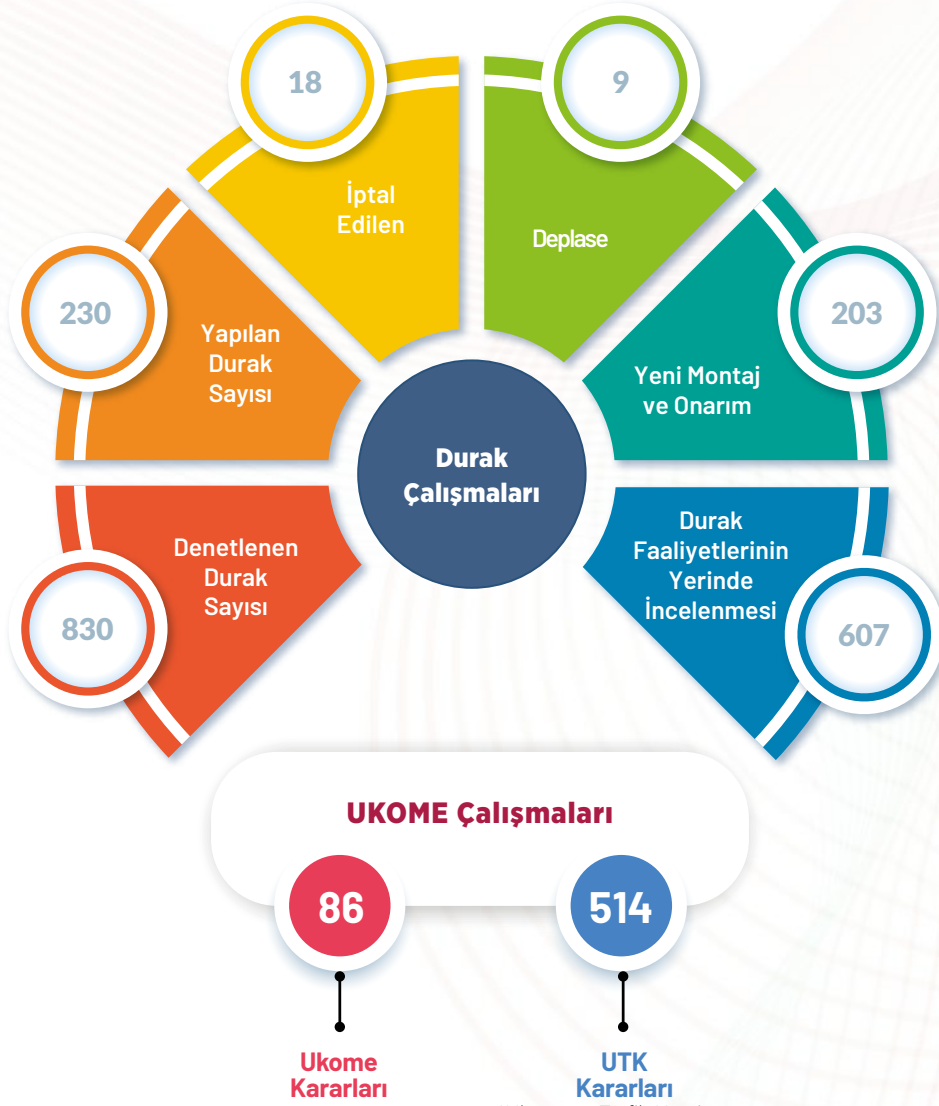 18
İptal
Edilen
9
Deplase
230
Yapılan
Durak
Sayısı
203
Yeni Montaj
ve Onarım
Durak
Çalışmaları
830
Denetlenen
Durak
Sayısı
607
Durak
Faaliyetlerinin
Yerinde
İncelenmesi
UKOME Çalışmaları
86
514
Ukome
Kararları
UTK
Kararları